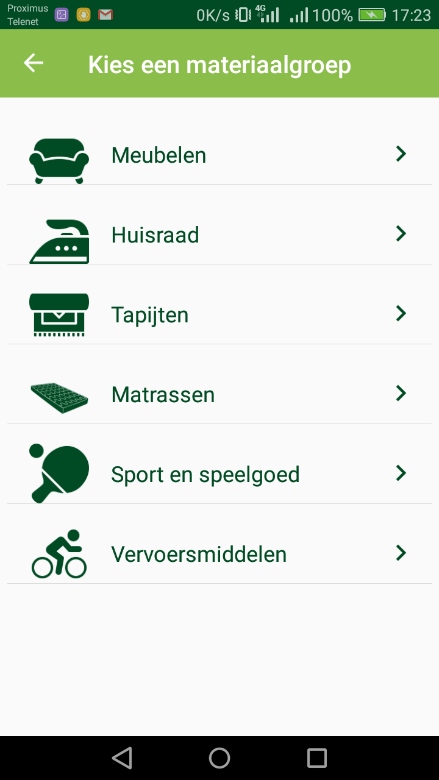 Proximus
Telenet
0K/s 4G 100% 17:23
Kies een materiaalgroep
Meubelen
Huisraad
Tapijten
Matrassen
Sport en speelgoed
Vervoersmiddelen